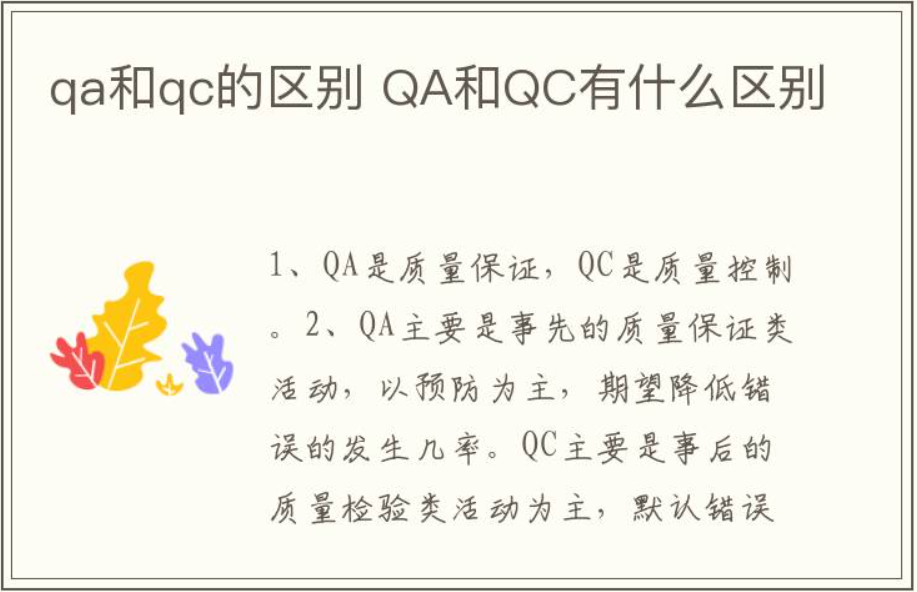 qa和qc的区别 QA和QC有什么区别
1、QA是质量保证，QC是质量控制
。2、QA主要是事先的质量保证类
活动，以预防为主，期望降低错
误的发生几率。QC主要是事后的
质量检验类活动为主，默认错误